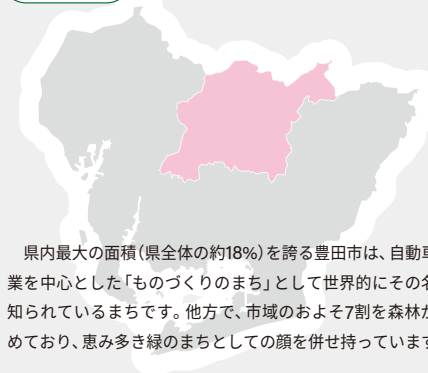 県内最大の面積(県全体の約18%)を誇る豊田市は、自動車
業を中心とした「ものづくりのまち」として世界的にその名
知られているまちです。他方で、市域のおよそ7割を森林が
めており、恵み多き緑のまちとしての顔を併せ持っています